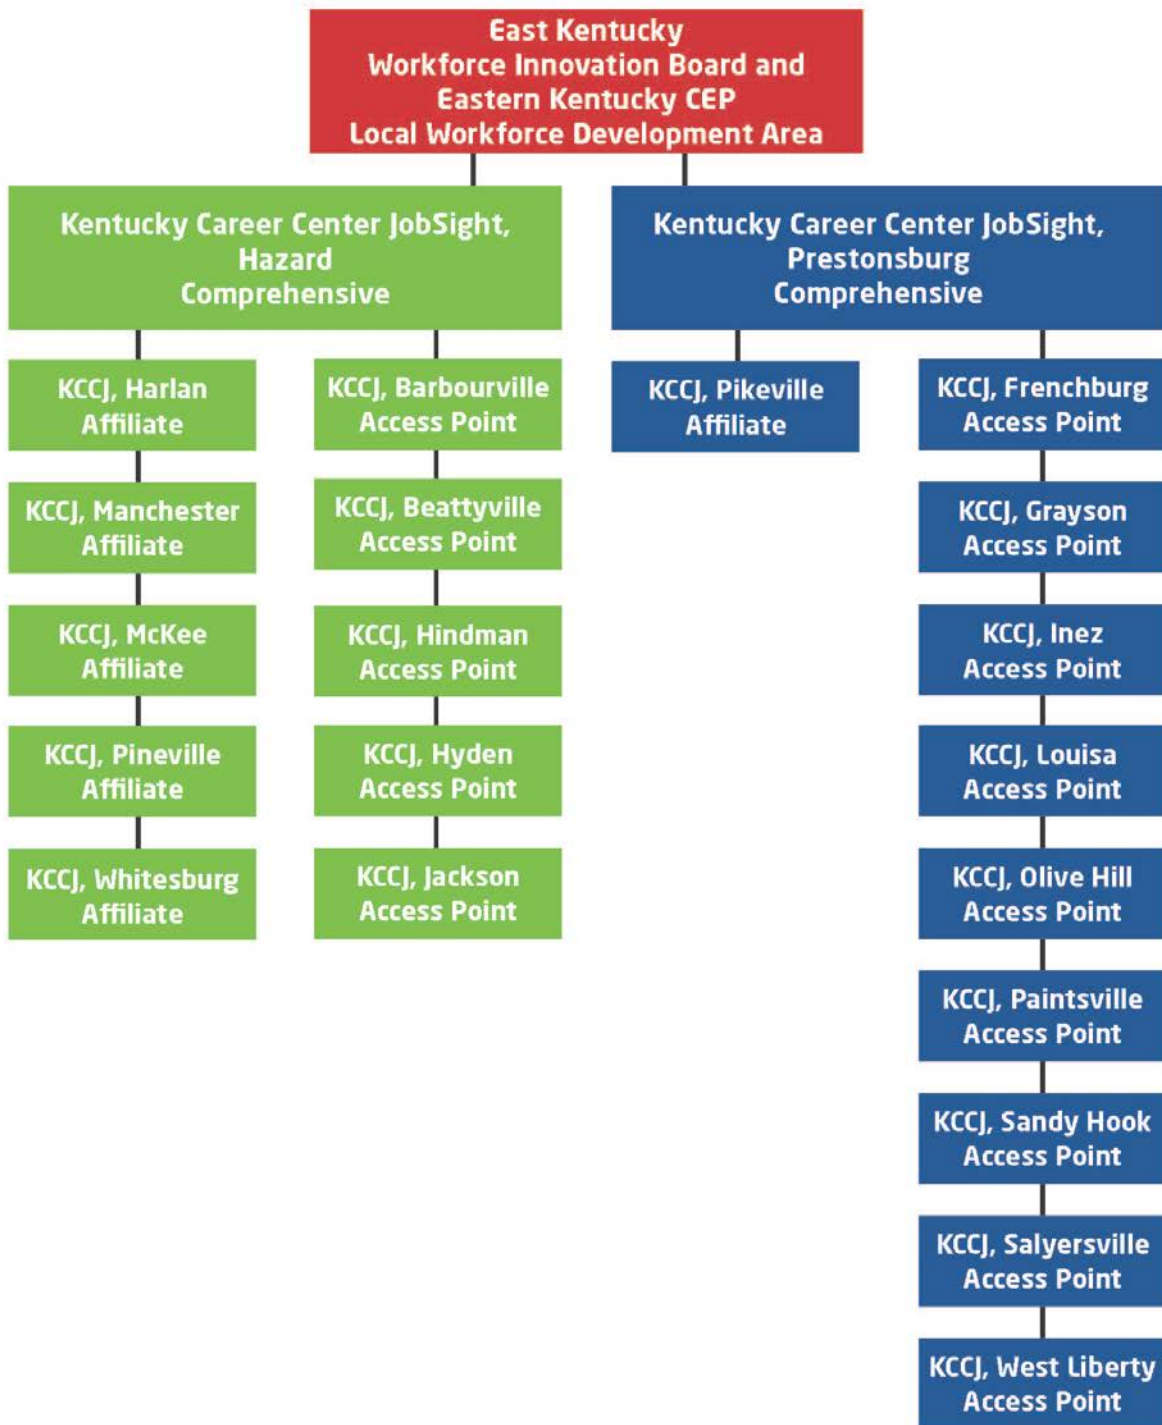 East Kentucky
Workforce Innovation Board and
Eastern Kentucky CEP
Local Workforce Development Area
Kentucky Career Center JobSight,
Hazard
Comprehensive
KCCJ, Harlan
Affiliate
KCCJ, Manchester
Affiliate
KCCJ, McKee
Affiliate
KCCJ, Pineville
Affiliate
KCCJ, Whitesburg
Affiliate
KCCJ, Barbourville
Access Point
KCCJ, Beattyville
Access Point
KCCJ, Hindman
Access Point
KCCJ, Hyden
Access Point
KCCJ, Jackson
Access Point
Kentucky Career Center JobSight,
Prestonsburg
Comprehensive
KCCJ, Pikeville
Affiliate
KCCJ, Frenchburg
Access Point
KCCJ, Grayson
Access Point
KCCJ, Inez
Access Point
KCCJ, Louisa
Access Point
KCCJ, Olive Hill
Access Point
KCCJ, Paintsville
Access Point
KCCJ, Sandy Hook
Access Point
KCCJ, Salyersville
Access Point
KCCJ, West Liberty
Access Point